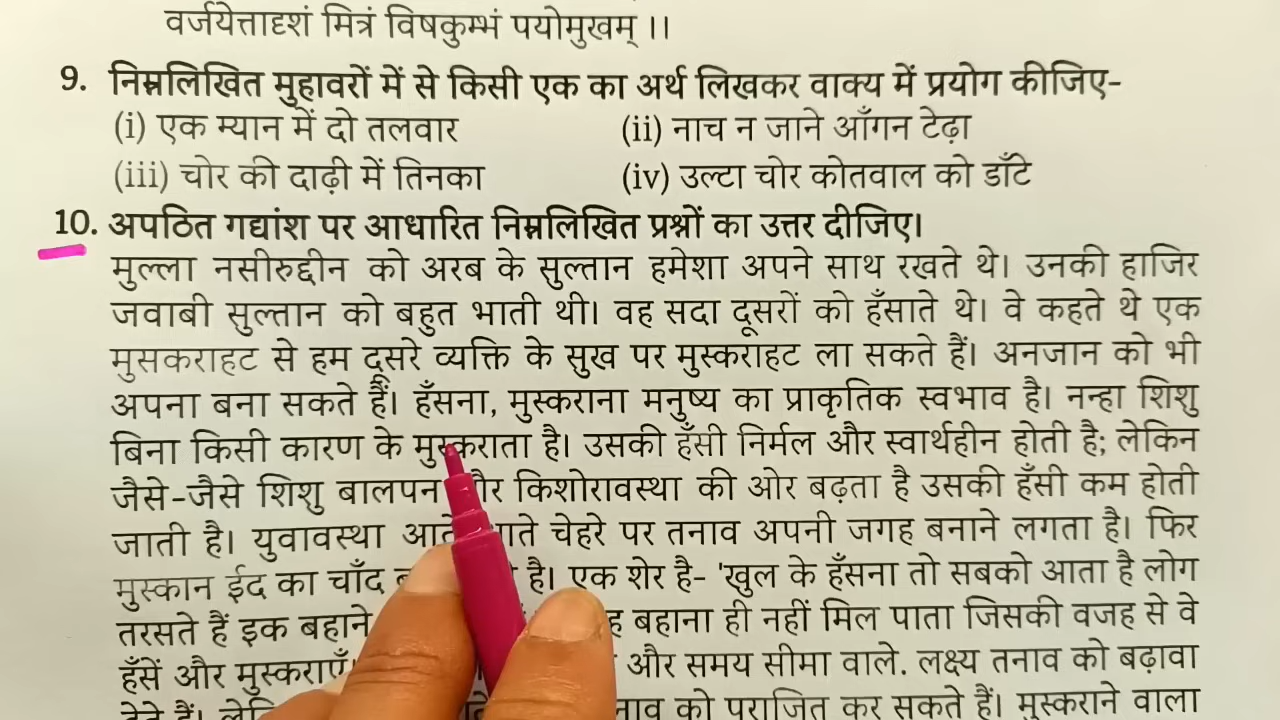 वर्जयेत्तादृशं मित्रं विषकुम्भं पयोमुखम् ।।
9. निम्नलिखित मुहावरों में से किसी एक का अर्थ लिखकर वाक्य में प्रयोग कीजिए-
(i) एक म्यान में दो तलवार (ii) नाच न जाने आँगन टेढ़ा
(iii) चोर की दाढ़ी में तिनका (iv) उल्टा चोर कोतवाल को डाँटे
10. अपठित गद्यांश पर आधारित निम्नलिखित प्रश्नों का उत्तर दीजिए।
मुल्ला नसीरुद्दीन को अरब के सुल्तान हमेशा अपने साथ रखते थे। उनकी हाजिर
जवाबी सुल्तान को बहुत भाती थी। वह सदा दूसरों को हँसाते थे। वे कहते थे एक
मुसकराहट से हम दूसरे व्यक्ति के सुख पर मुस्कराहट ला सकते हैं। अनजान को भी
अपना बना सकते हैं। हँसना, मुस्कराना मनुष्य का प्राकृतिक स्वभाव है। नन्हा शिशु
बिना किसी कारण के मुस्कराता है। उसकी हँसी निर्मल और स्वार्थहीन होती है; लेकिन
जैसे-जैसे शिशु बालपन और किशोरावस्था की ओर बढ़ता है उसकी हँसी कम होती
जाती है। युवावस्था चेहरे पर तनाव अपनी जगह बनाने लगता है। फिर
मुस्कान ईद का चाँद है। एक शेर है- 'खुल के हँसना तो सबको आता है लोग
तरसते हैं इक बहाने बहाना ही नहीं मिल पाता जिसकी वजह से वे
हँसें और मुस्कराएँ। और समय सीमा वाले. लक्ष्य तनाव को बढ़ावा
देते हैं। को पराजित कर सकते हैं। मुस्कराने वाला